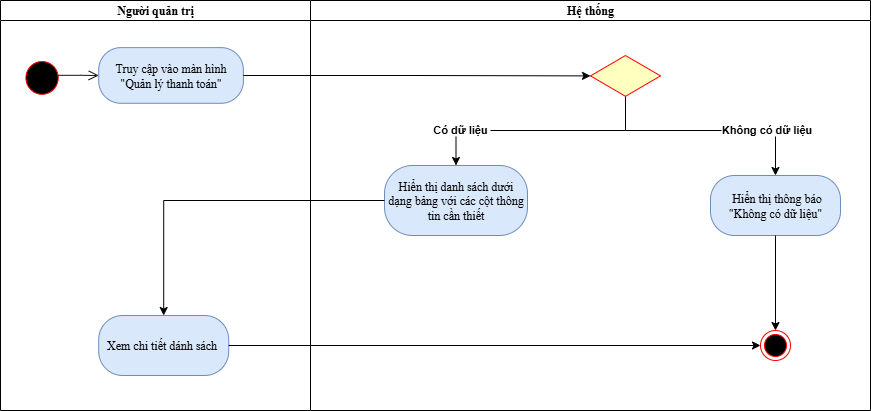 Người quản trị
Hệ thống
Truy cập vào màn hình
"Quản lý thanh toán"
Có dữ liệu
Không có dữ liệu
Hiển thị danh sách dưới
dạng bảng với các cột thông
tin cần thiết
Hiển thị thông báo
"Không có dữ liệu"
Xem chi tiết dánh sách